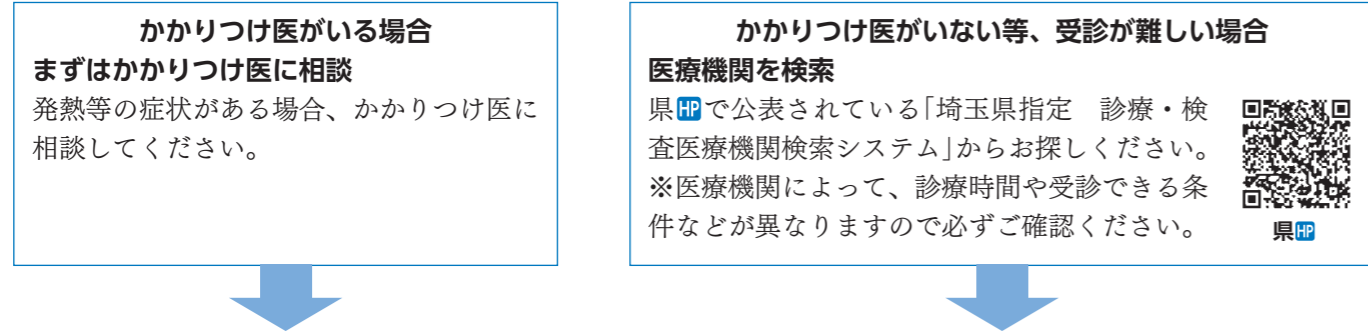 かかりつけ医がいる場合
まずはかかりつけ医に相談
発熱等の症状がある場合、かかりつけ医に
相談してください。
かかりつけ医がいない等、受診が難しい場合
医療機関を検索
県HPで公表されている「埼玉県指定　診療・検
査医療機関検索システム」からお探しください。
※医療機関によって、診療時間や受診できる条
件などが異なりますので必ずご確認ください。
県HP